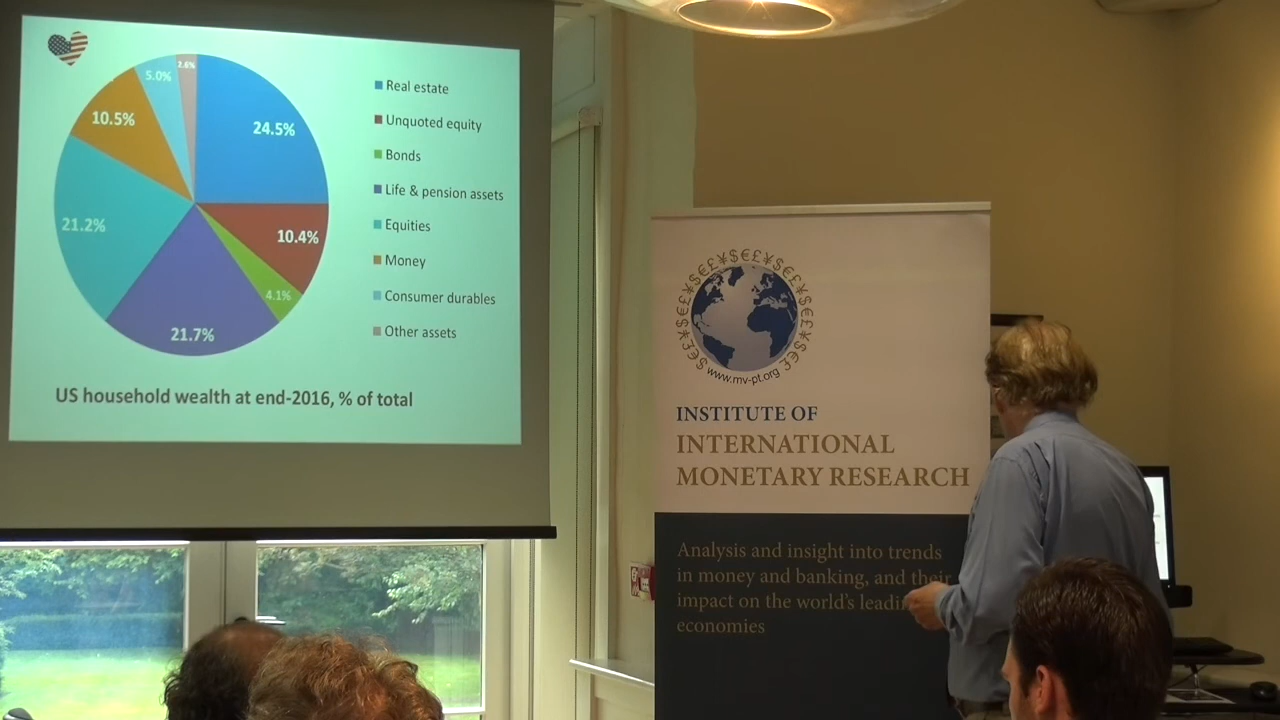 2.6%
5.0%
10.5%
24.5%
21.2%
10.4%
4.1%
21.7%
Real estate
Unquoted equity
Bonds
Life & pension assets
Equities
Money
Consumer durables
Other assets
US household wealth at end-2016, % of total
www.mv-pt.org
INSTITUTE OF
INTERNATIONAL
MONETARY RESEARCH
Analysis and insight into trends
in money and banking, and their
impact on the world's
economies